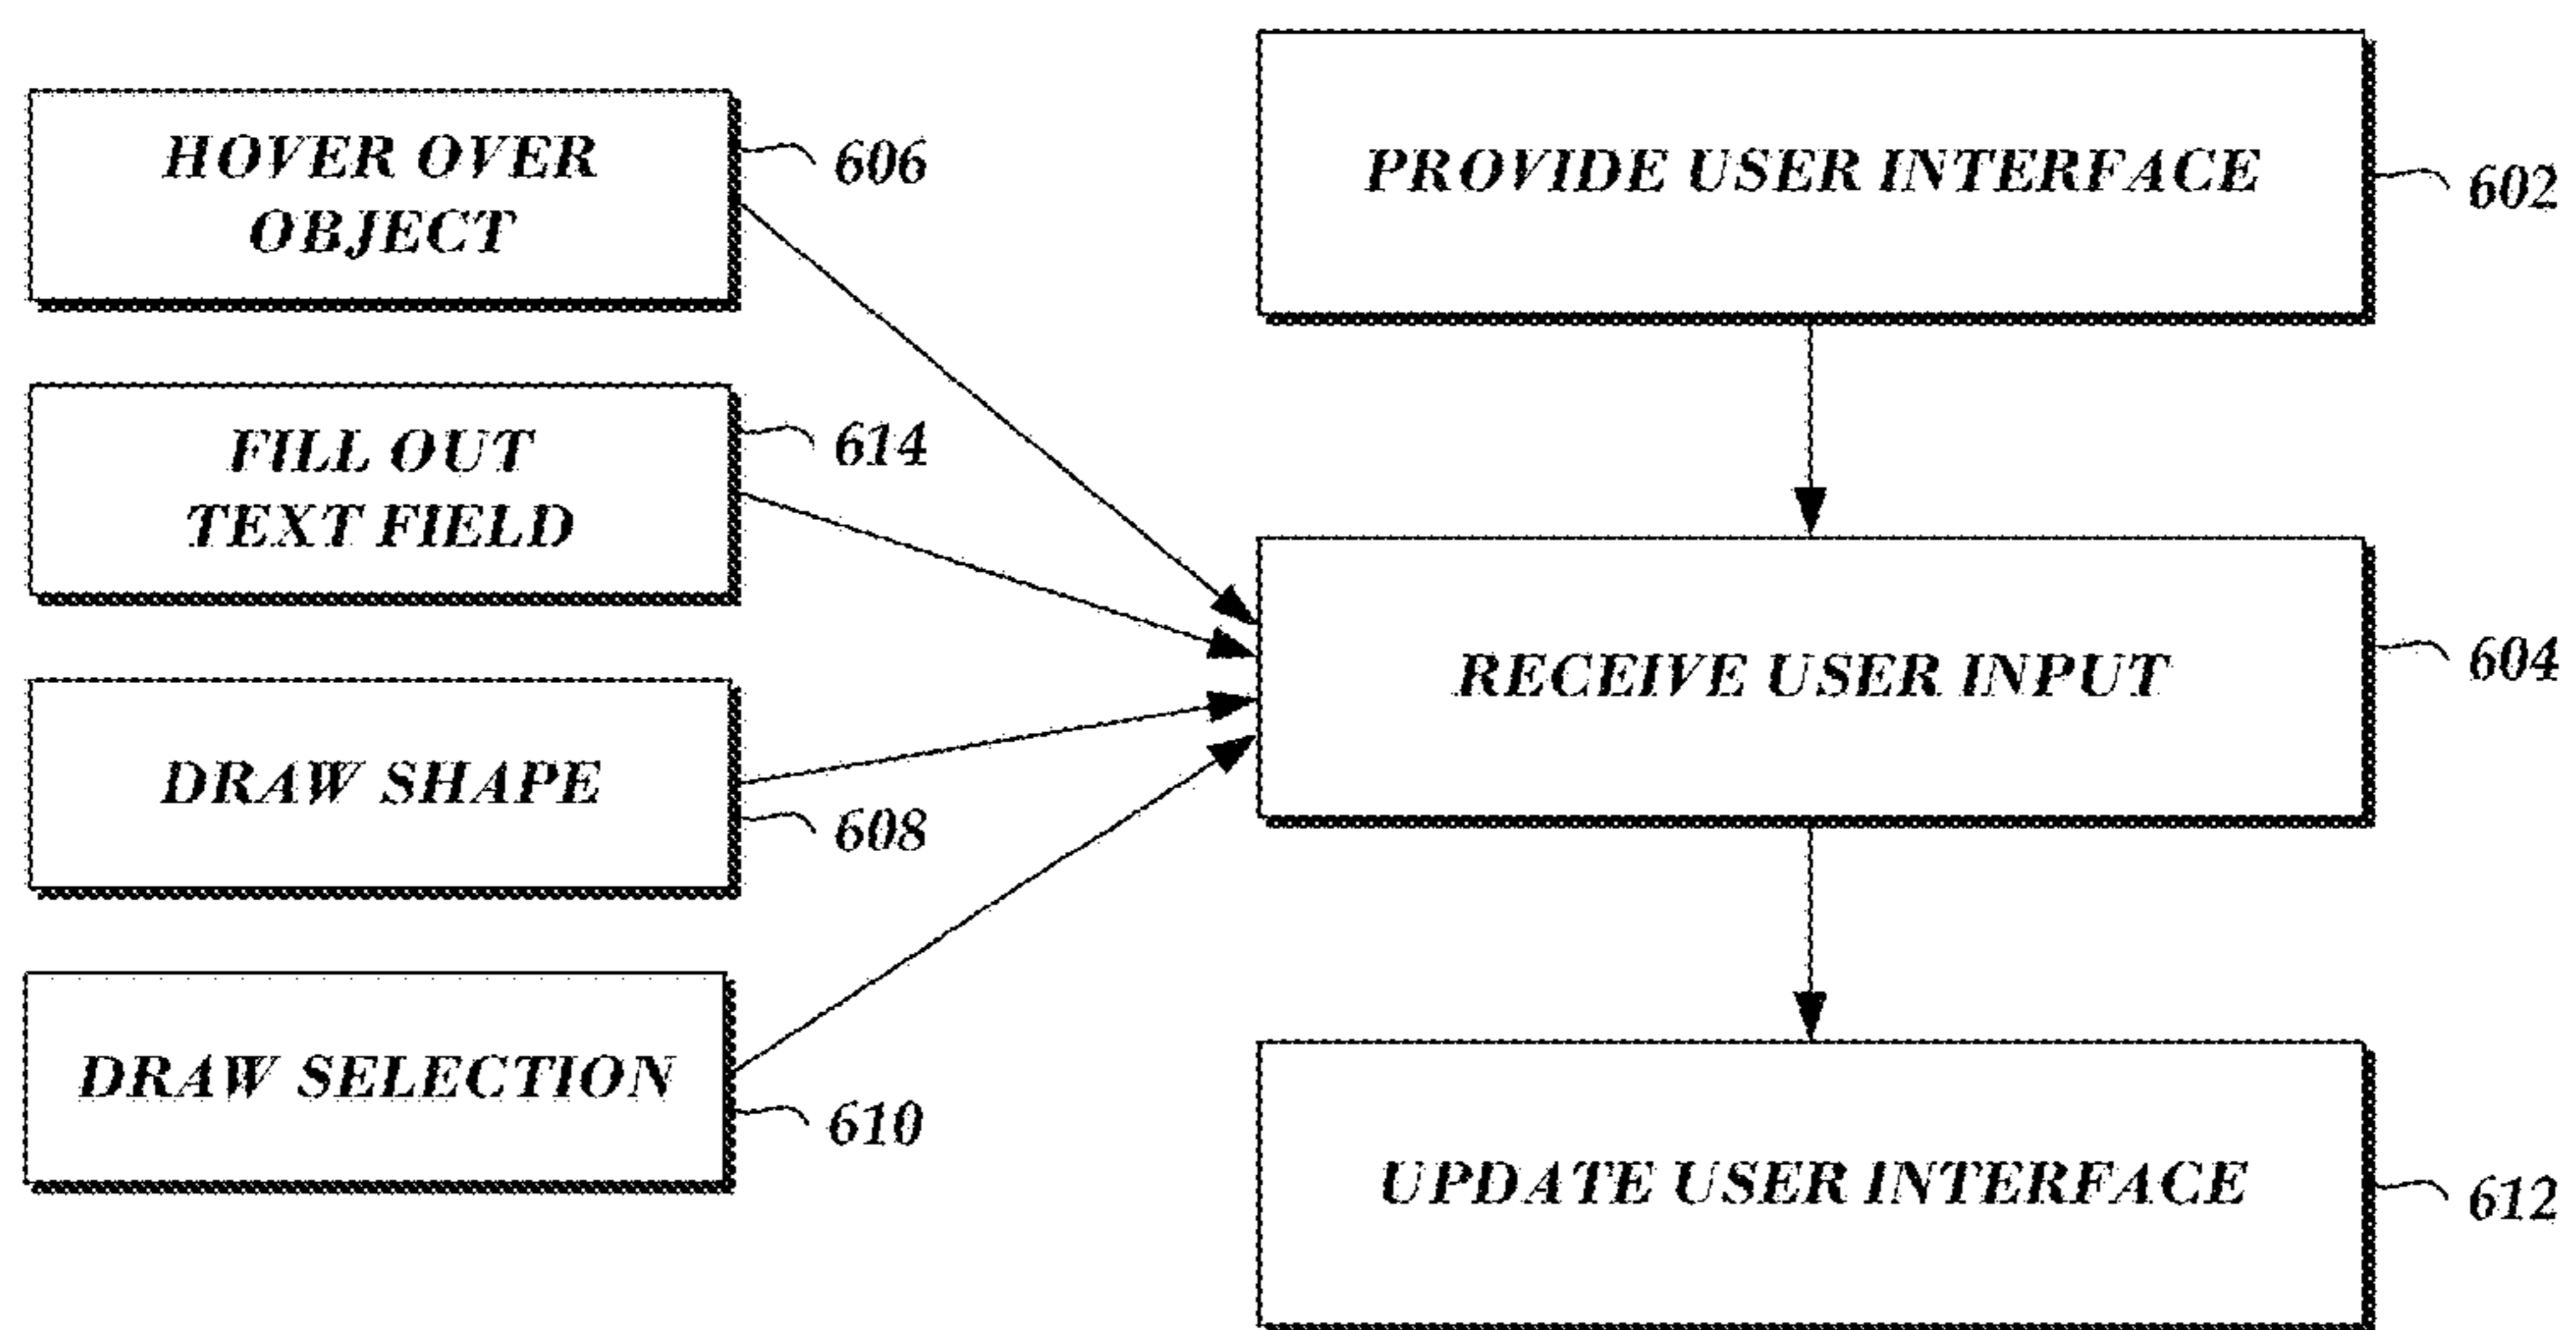 HOVER OVER
OBJECT
606
FILL OUT
TEXT FIELD
614
DRAW SHAPE
608
DRAW SELECTION
610
PROVIDE USER INTERFACE
602
RECEIVE USER INPUT
604
UPDATE USER INTERFACE
612